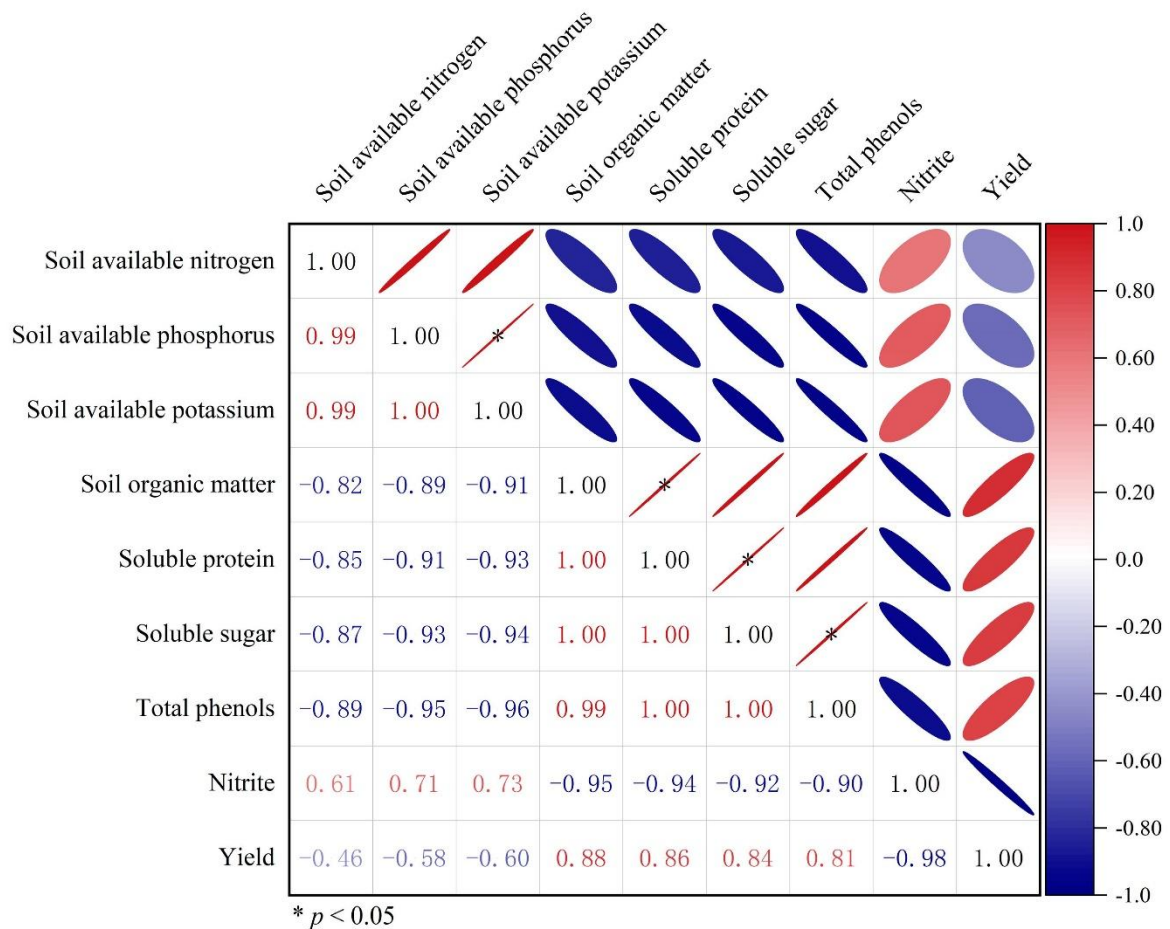 Soil available nitrogen
Soil available phosphorus
Soil available potassium
Soil organic matter
Soluble protein
Soluble sugar
Total phenols
Nitrite
Yield
Soil available nitrogen 1.00
Soil available phosphorus 0.99 1.00 *
Soil available potassium 0.99 1.00 1.00
Soil organic matter -0.82 -0.89 -0.91 1.00 *
Soluble protein -0.85 -0.91 -0.93 1.00 1.00 *
Soluble sugar -0.87 -0.93 -0.94 1.00 1.00 1.00 *
Total phenols -0.89 -0.95 -0.96 0.99 1.00 1.00 1.00
Nitrite 0.61 0.71 0.73 -0.95 -0.94 -0.92 -0.90 1.00
Yield -0.46 -0.58 -0.60 0.88 0.86 0.84 0.81 -0.98 1.00
1.0
0.80
0.60
0.40
0.20
0.0
-0.20
-0.40
-0.60
-0.80
-1.0
* p < 0.05